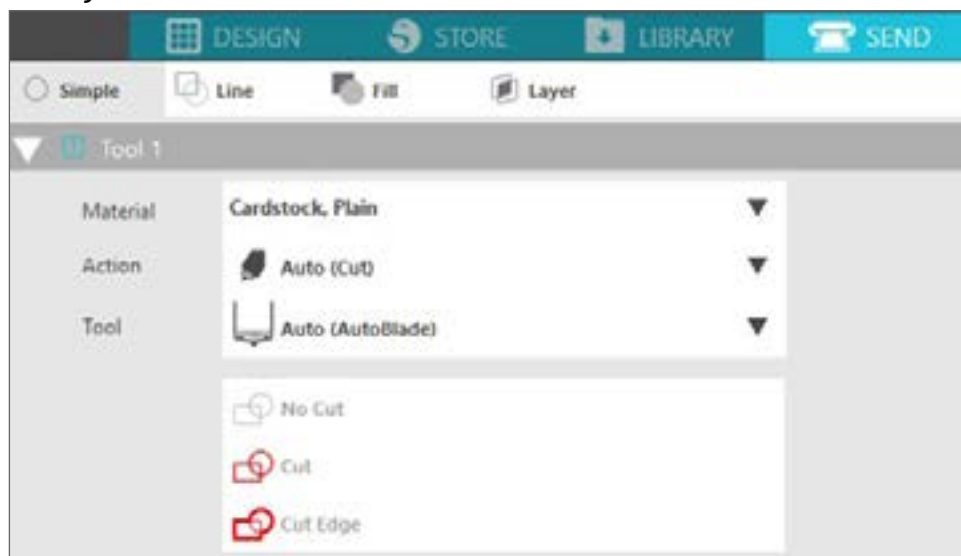 DESIGN STORE LIBRARY SEND
Simple Line Fill Layer
Tool 1
Material Cardstock, Plain
Action Auto (Cut)
Tool Auto (AutoBlade)
No Cut
Cut
Cut Edge